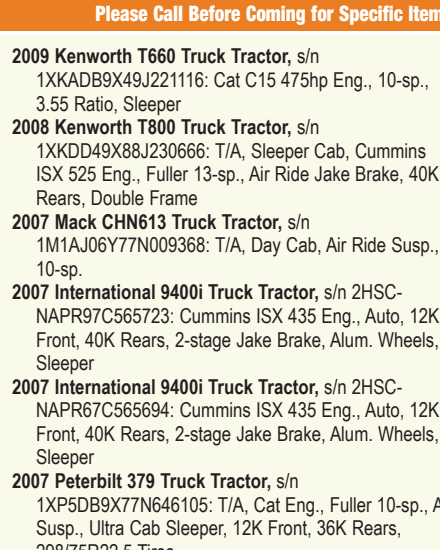 Please Call Before Coming for Specific Item
2009 Kenworth T660 Truck Tractor, s/n
1XKADB9X49J221116: Cat C15 475hp Eng., 10-sp.,
3.55 Ratio, Sleeper
2008 Kenworth T800 Truck Tractor, s/n
1XKDD49X88J230666: T/A, Sleeper Cab, Cummins
ISX 525 Eng., Fuller 13-sp., Air Ride Jake Brake, 40K
Rears, Double Frame
2007 Mack CHN613 Truck Tractor, s/n
1M1AJ06Y77N009368: T/A, Day Cab, Air Ride Susp.,
10-sp.
2007 International 9400i Truck Tractor, s/n 2HSC-
NAPR97C565723: Cummins ISX 435 Eng., Auto, 12K
Front, 40K Rears, 2-stage Jake Brake, Alum. Wheels,
Sleeper
2007 International 9400i Truck Tractor, s/n 2HSC-
NAPR67C565694: Cummins ISX 435 Eng., Auto, 12K
Front, 40K Rears, 2-stage Jake Brake, Alum. Wheels,
Sleeper
2007 Peterbilt 379 Truck Tractor, s/n
1XP5DB9X77N646105: T/A, Cat Eng., Fuller 10-sp., A
Susp., Ultra Cab Sleeper, 12K Front, 36K Rears,